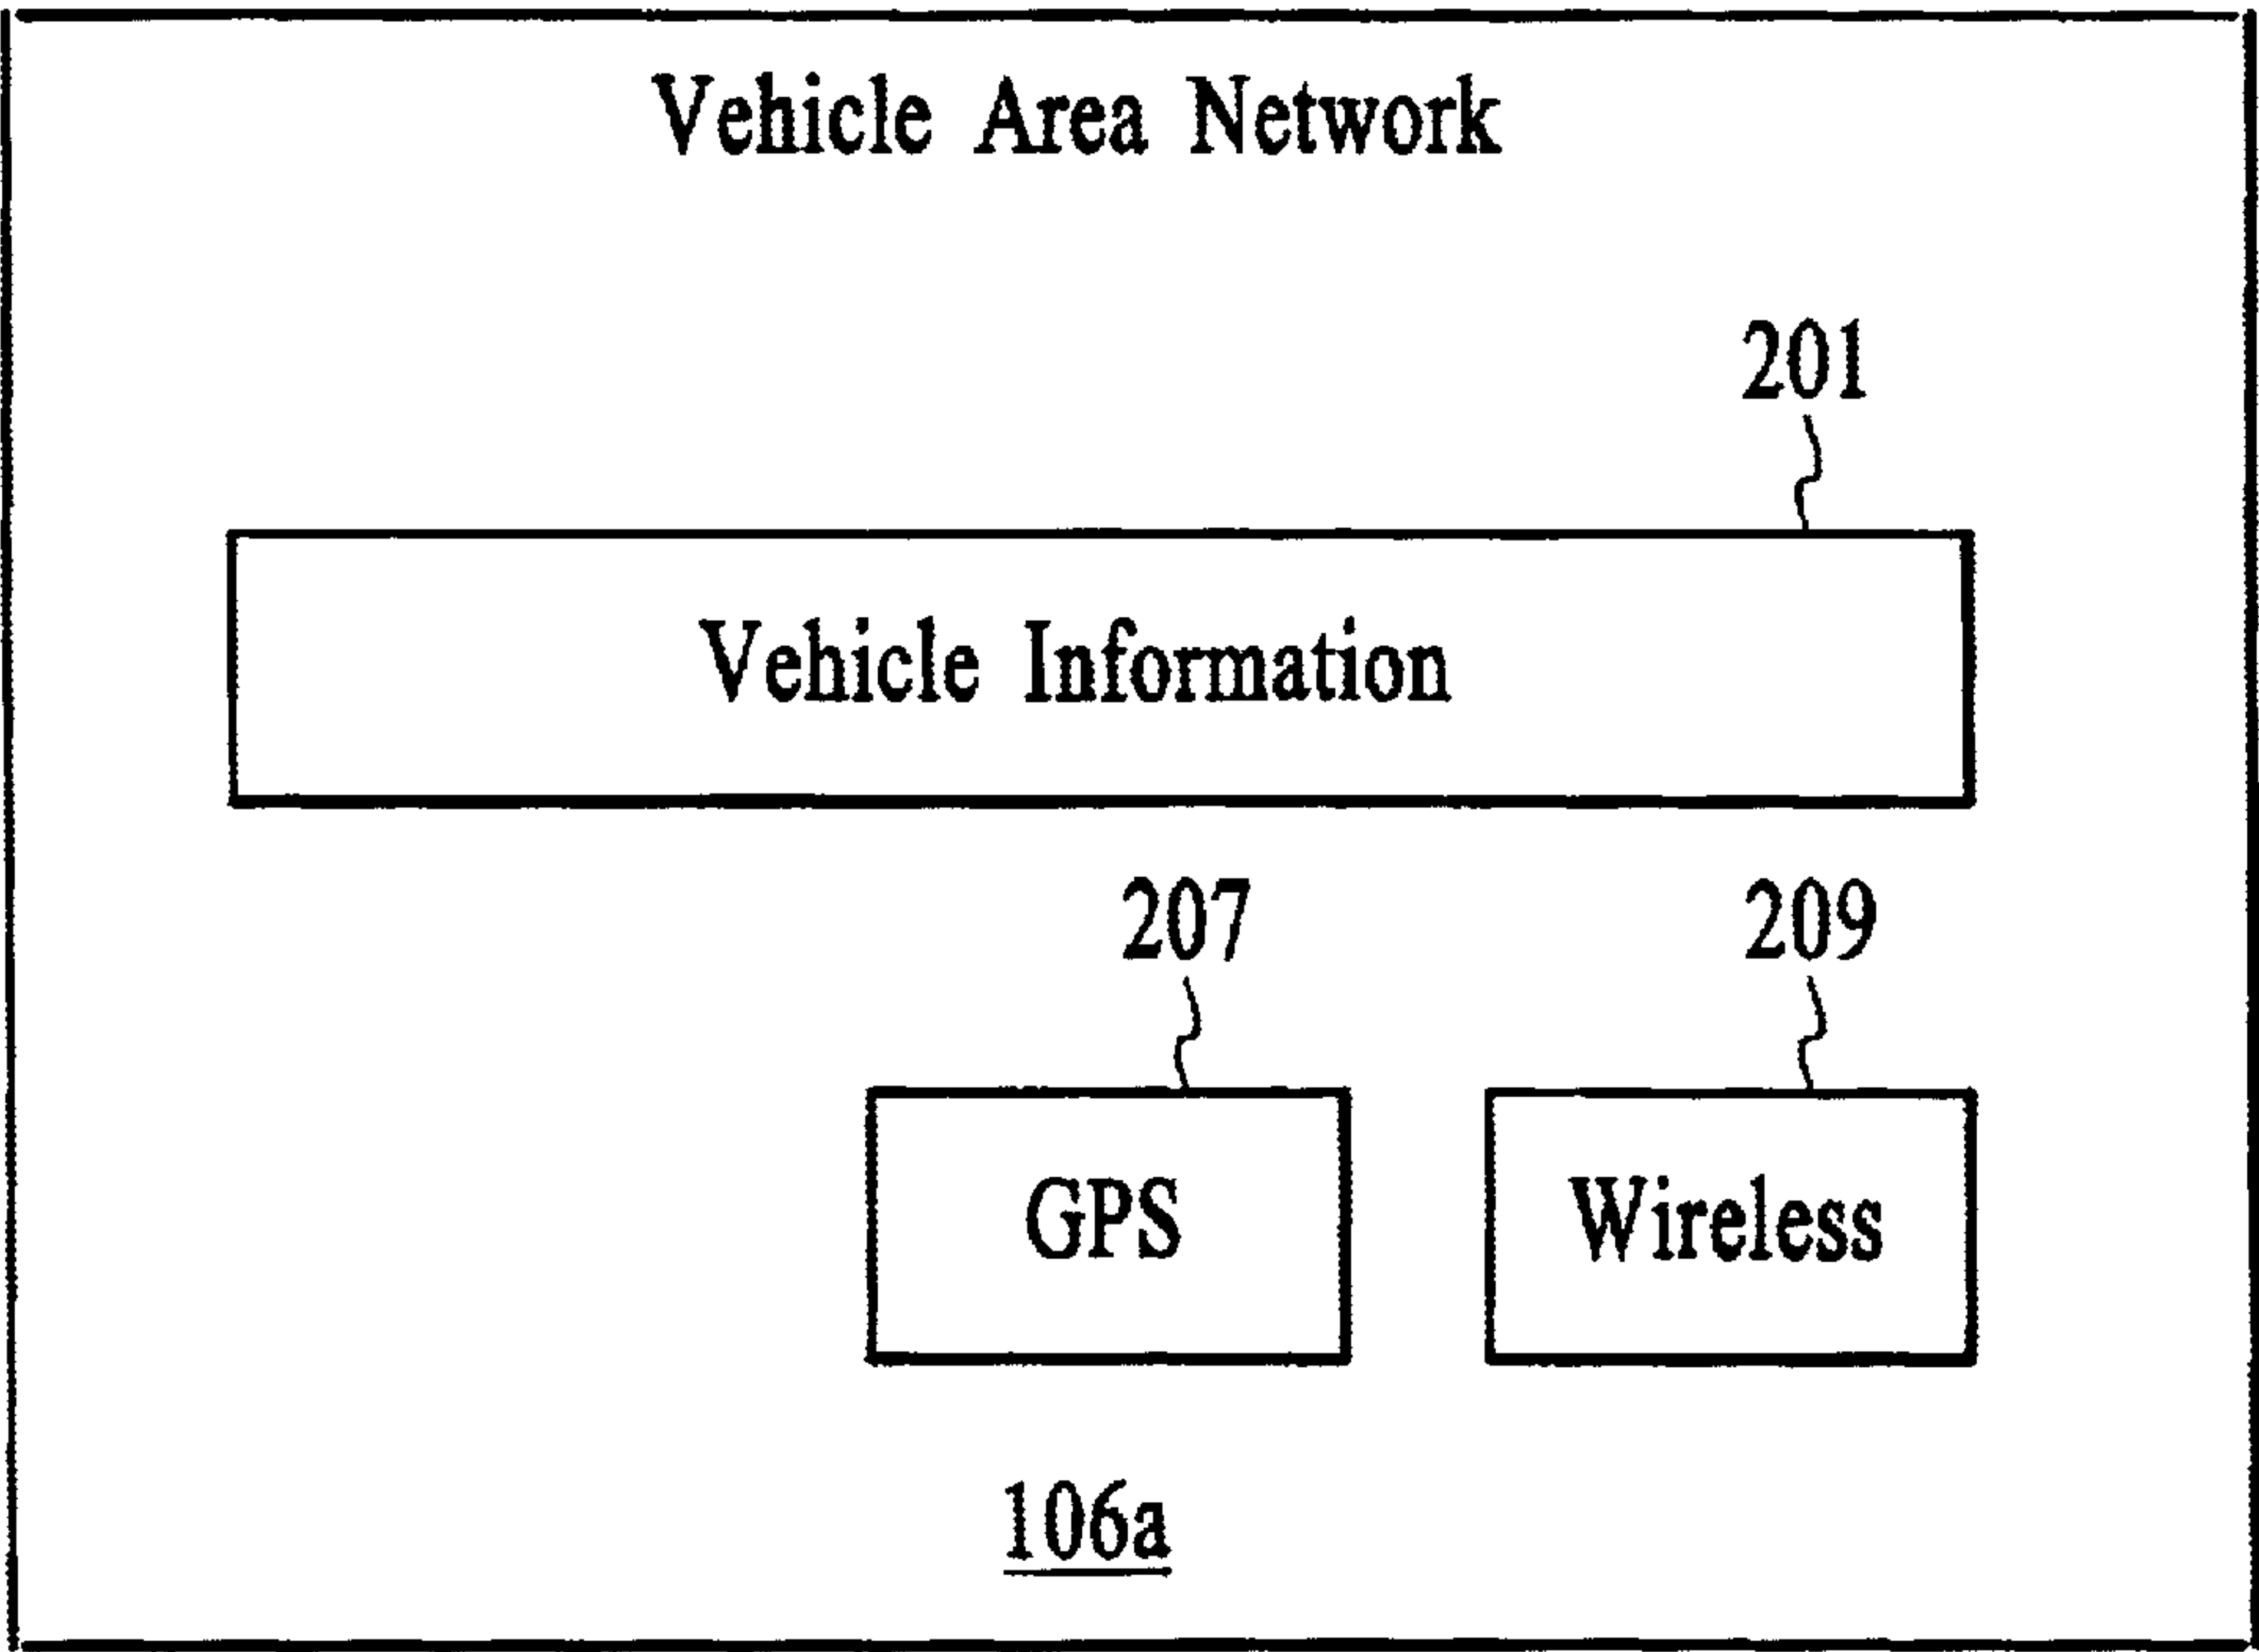 Vehicle Area Network
201
Vehicle Information
207 209
GPS Wireless
106a